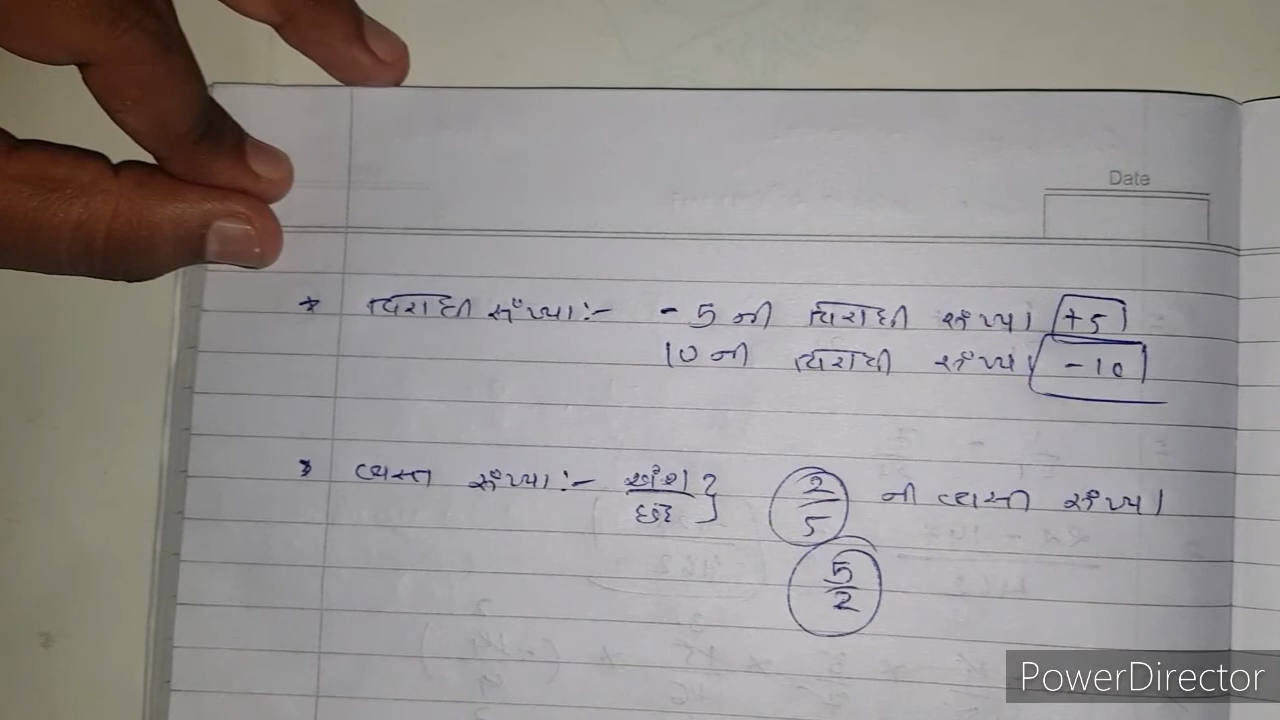 Date
* વિરોધી સંખ્યા:- -5 ની વિરોધી સંખ્યા +5
10 ની વિરોધી સંખ્યા -10
* વ્યસ્ત સંખ્યા:- અંશ/છેદ } 2/5 ની વ્યસ્ત સંખ્યા
5/2
PowerDirector